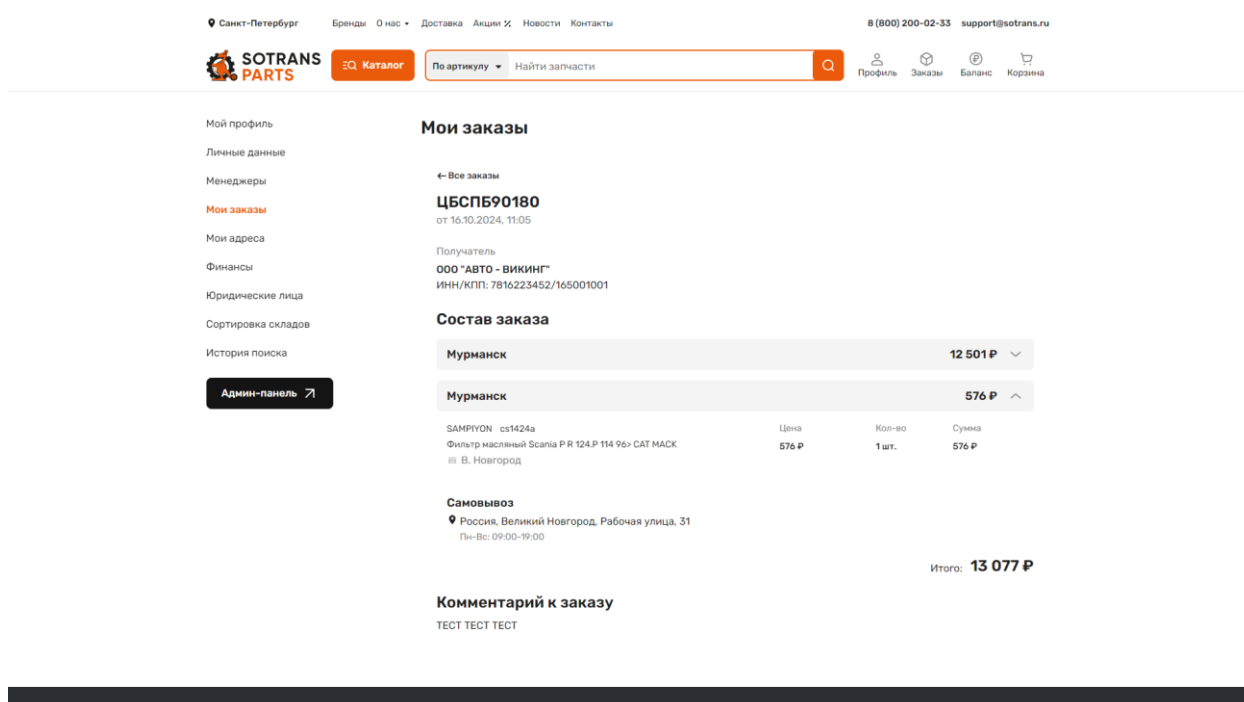 Санкт-Петербург Бренды О нас Доставка Акции Новости Контакты 8 (800) 200-02-33 support@sotrans.ru
SOTRANS PARTS Каталог По артикулу Найти запчасти Профиль Заказы Баланс Корзина
Мой профиль
Личные данные
Менеджеры
Мои заказы
Мои адреса
Финансы
Юридические лица
Сортировка складов
История поиска
Админ-панель
Мои заказы
← Все заказы
ЦБСПБ90180
от 16.10.2024, 11:05
Получатель
ООО "АВТО - ВИКИНГ"
ИНН/КПП: 7816223452/165001001
Состав заказа
Мурманск 12 501 ₽
Мурманск 576 ₽
SAMPIYON cs1424a Цена Кол-во Сумма
Фильтр масляный Scania P R 124.P 114 96> CAT MACK 576 ₽ 1 шт. 576 ₽
В. Новгород
Самовывоз
Россия, Великий Новгород, Рабочая улица, 31
Пн-Вс: 09:00-19:00
Итого: 13 077 ₽
Комментарий к заказу
ТЕСТ ТЕСТ ТЕСТ